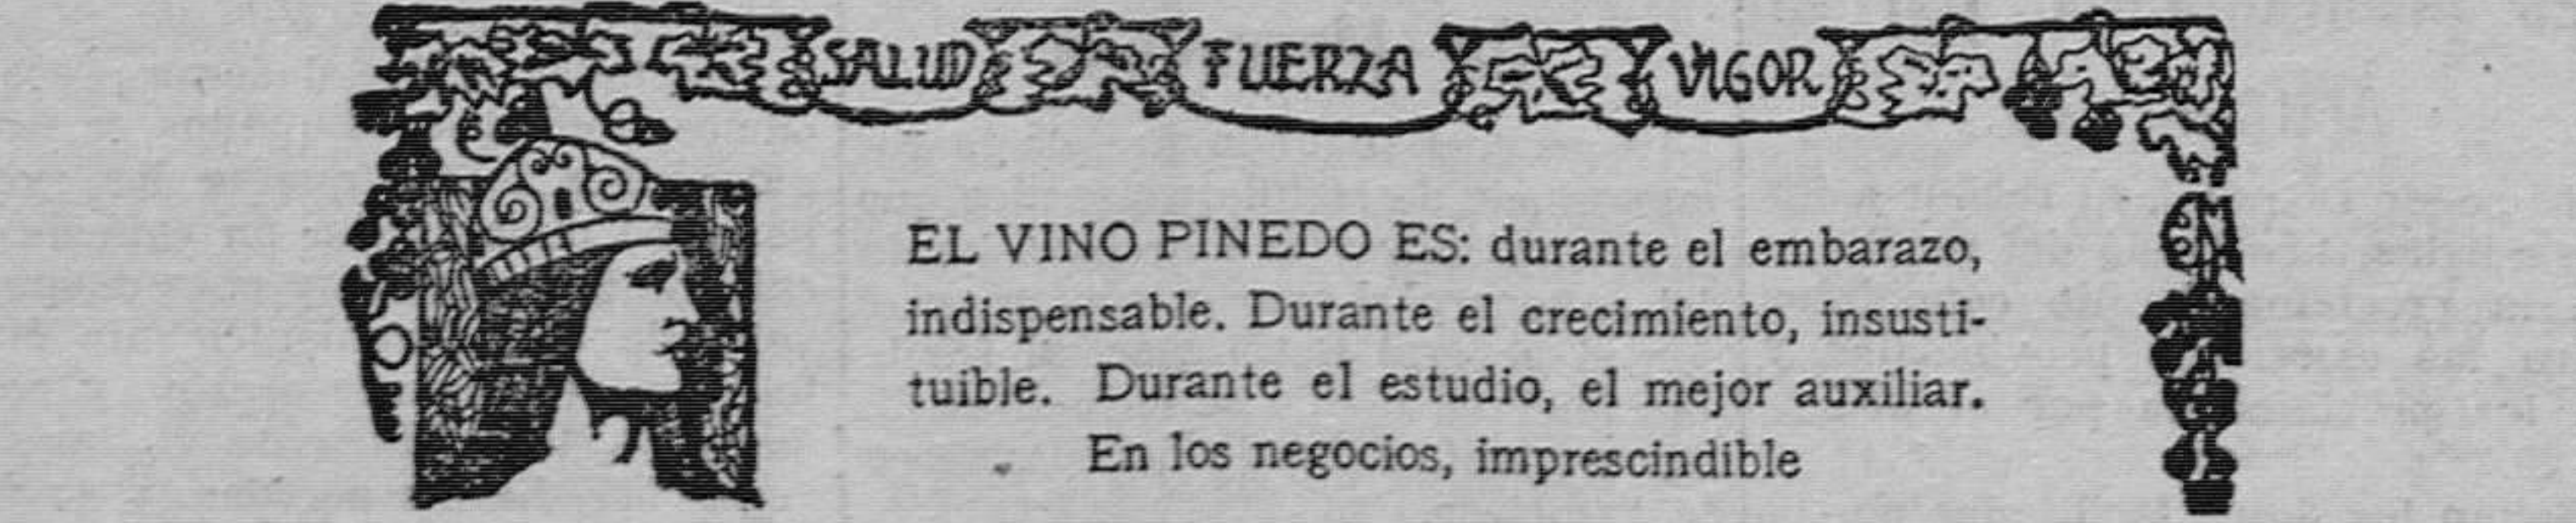 SALUD FUERZA VIGOR
EL VINO PINEDO ES: durante el embarazo,
indispensable. Durante el crecimiento, insusti-
tuible. Durante el estudio, el mejor auxiliar.
En los negocios, imprescindible